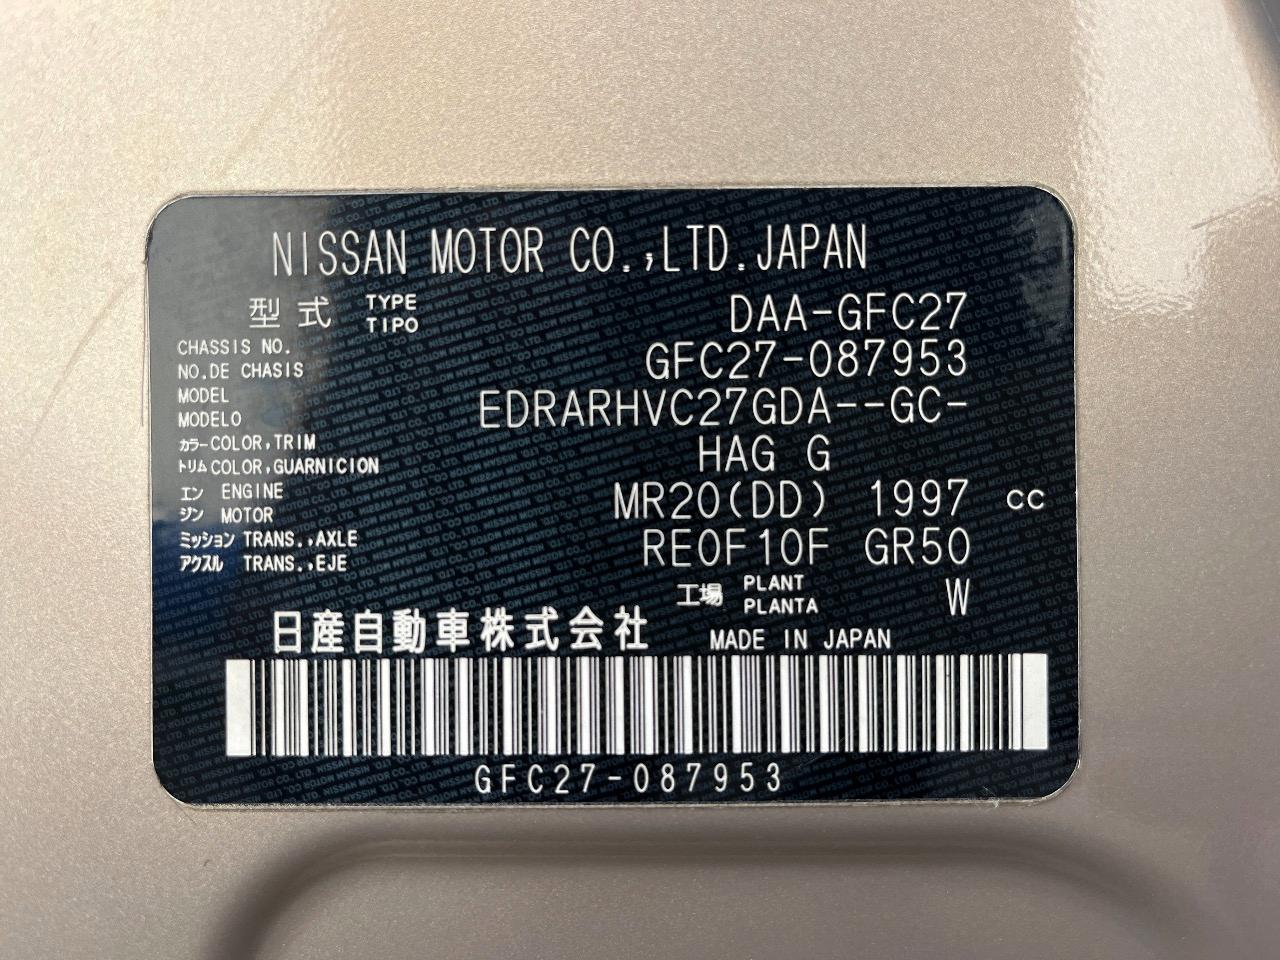 NISSAN MOTOR CO.,LTD.JAPAN
型式 TYPE TIPO DAA-GFC27
CHASSIS NO.
NO.DE CHASIS GFC27-087953
MODEL
MODELO EDRARHVC27GDA--GC-
カラー COLOR,TRIM
トリム COLOR,GUARNICION HAG G
エン ENGINE
ジン MOTOR MR20(DD) 1997 cc
ミッション TRANS.,AXLE
アクスル TRANS.,EJE RE0F10F GR50
工場 PLANT PLANTA W
日産自動車株式会社 MADE IN JAPAN
GFC27-087953